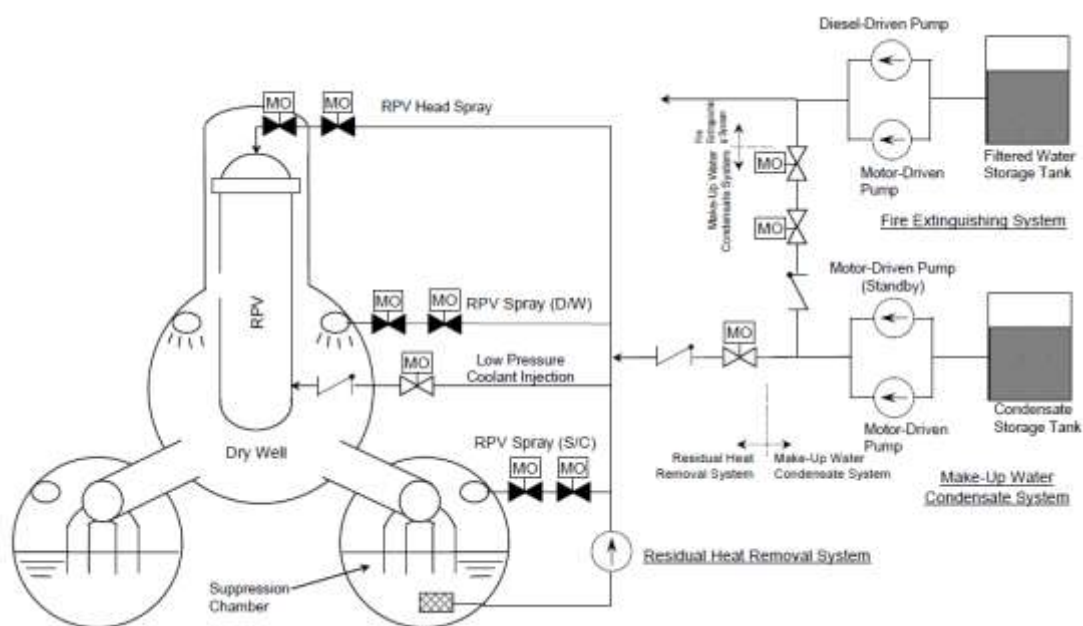 Diesel-Driven Pump
MO
MO
RPV Head Spray
Fire
Extinguishing
System
Make-Up Water
Condensate System
MO
Motor-Driven
Pump
Filtered Water
Storage Tank
Fire Extinguishing System
MO
Motor-Driven Pump
(Standby)
RPV
MO
MO
RPV Spray (D/W)
MO
Low Pressure
Coolant Injection
MO
Motor-Driven
Pump
Condensate
Storage Tank
Dry Well
RPV Spray (S/C)
MO
MO
Residual Heat
Removal System
Make-Up Water
Condensate System
Make-Up Water
Condensate System
Residual Heat Removal System
Suppression
Chamber